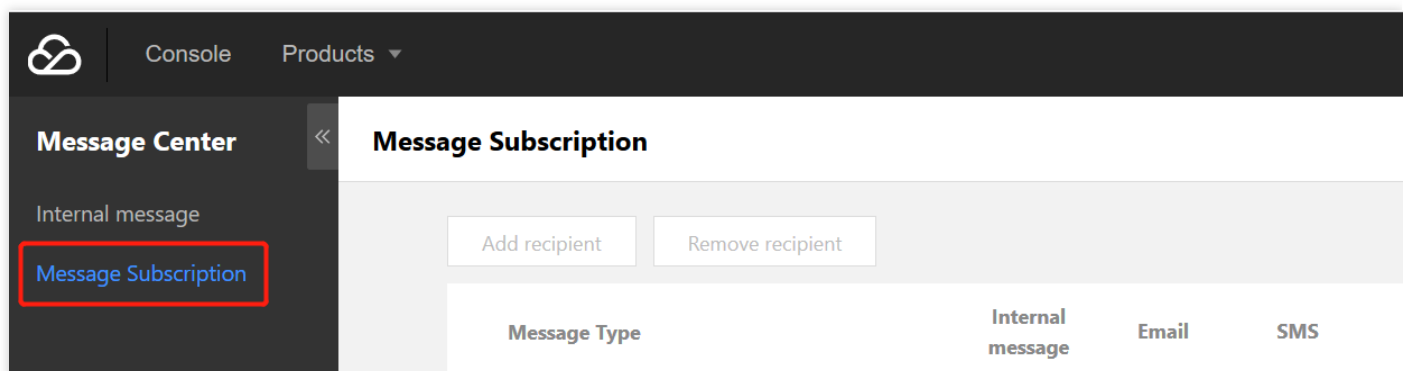 Console Products
Message Center
Message Subscription
Internal message
Message Subscription
Add recipient Remove recipient
Message Type Internal message Email SMS